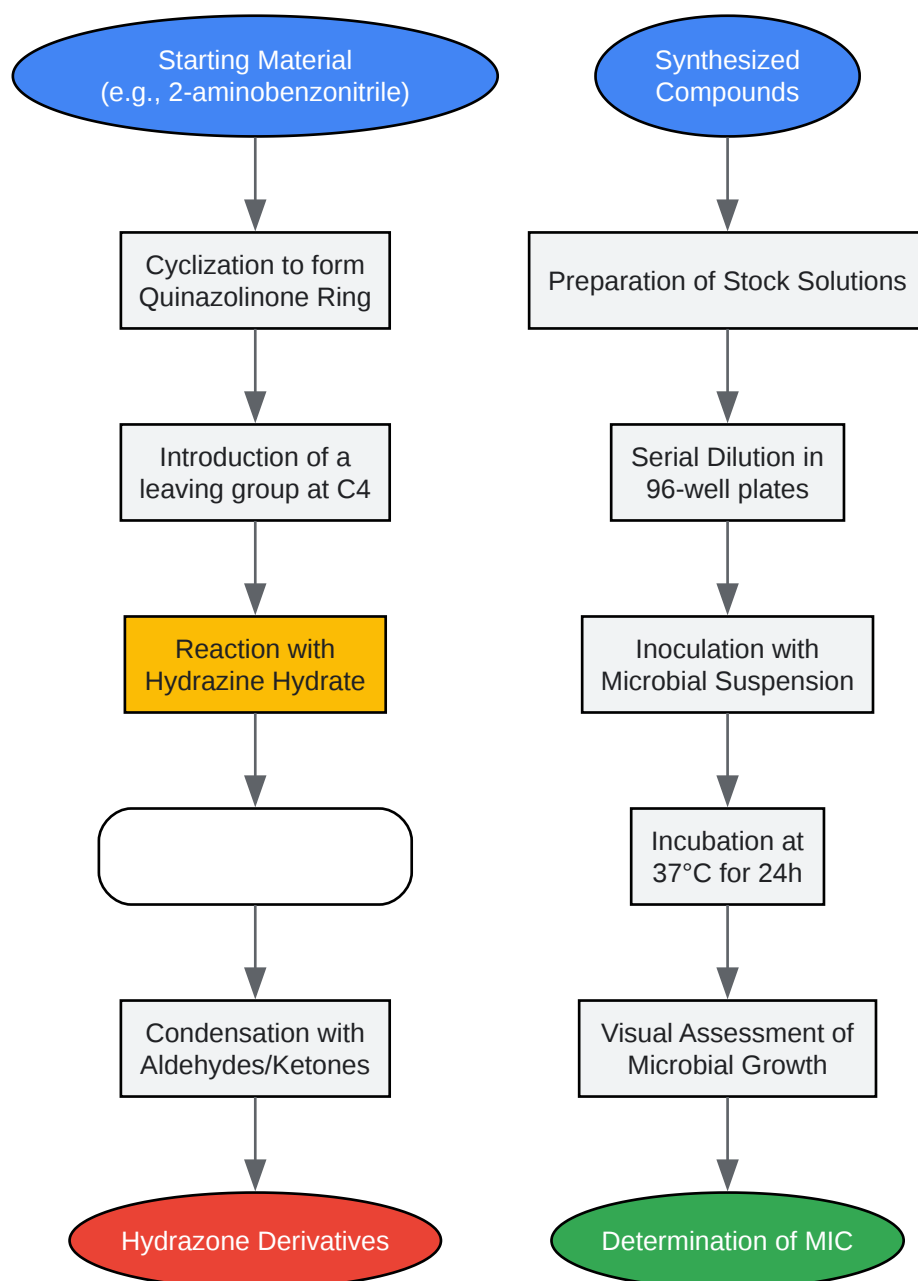 Starting Material
(e.g., 2-aminobenzonitrile)
Cyclization to form
Quinazolinone Ring
Introduction of a
leaving group at C4
Reaction with
Hydrazine Hydrate
Condensation with
Aldehydes/Ketones
Hydrazone Derivatives
Synthesized
Compounds
Preparation of Stock Solutions
Serial Dilution in
96-well plates
Inoculation with
Microbial Suspension
Incubation at
37°C for 24h
Visual Assessment of
Microbial Growth
Determination of MIC